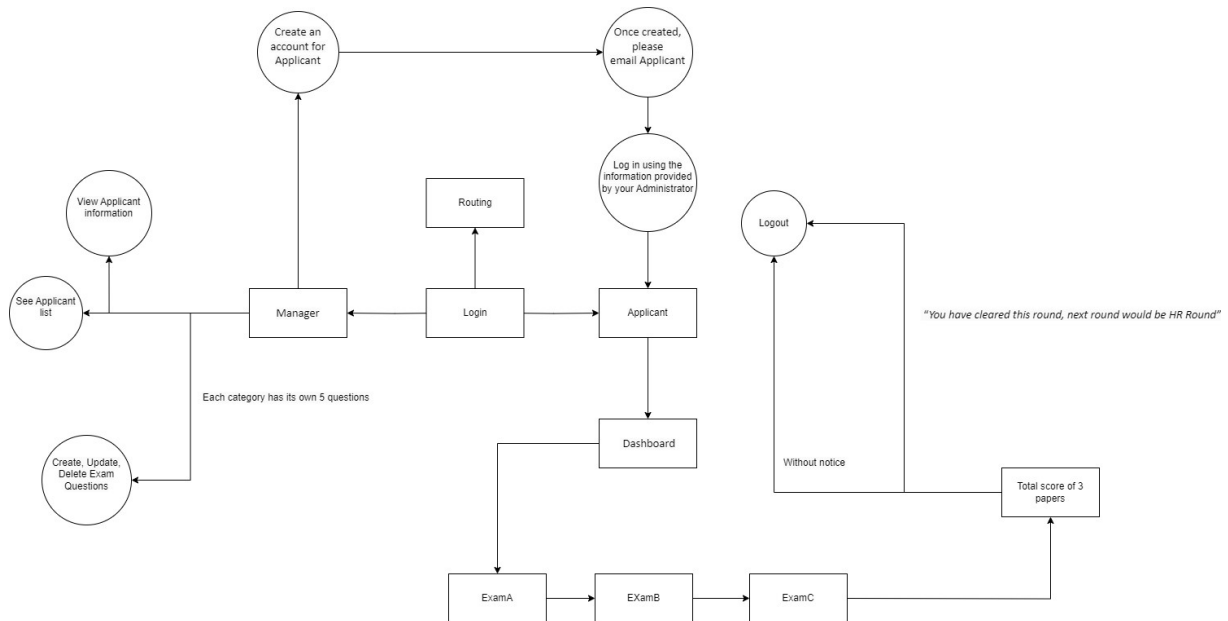 Create an
account for
Applicant
Once created,
please
email Applicant
Log in using the
information provided
by your Administrator
View Applicant
information
Routing
Logout
See Applicant
list
Manager
Login
Applicant
“You have cleared this round, next round would be HR Round”
Each category has its own 5 questions
Dashboard
Create, Update,
Delete Exam
Questions
Without notice
Total score of 3
papers
ExamA
EXamB
ExamC